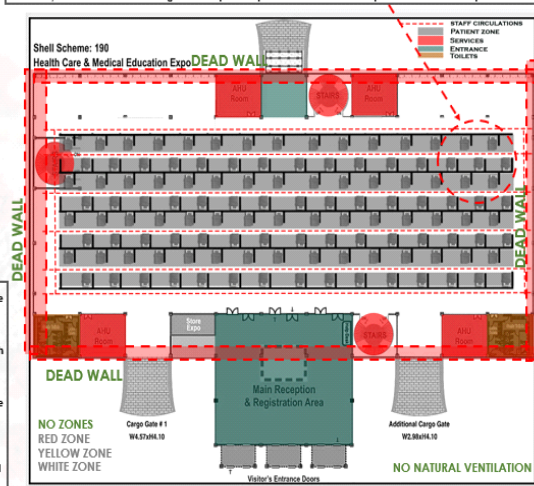 STAFF CIRCULATIONS
PATIENT ZONE
SERVICES
ENTRANCE
TOILETS
Shell Scheme: 190
Health Care & Medical Education Expo
DEAD WALL
AHU
Room
STAIRS
AHU
Room
DEAD WALL
DEAD WALL
AHU
Room
Store
Expo
STAIRS
AHU
Room
DEAD WALL
Main Reception
& Registration Area
NO ZONES
RED ZONE
YELLOW ZONE
WHITE ZONE
Cargo Gate # 1
W4.57xH4.10
Additional Cargo Gate
W2.98xH4.10
NO NATURAL VENTILATION
Visitor's Entrance Doors